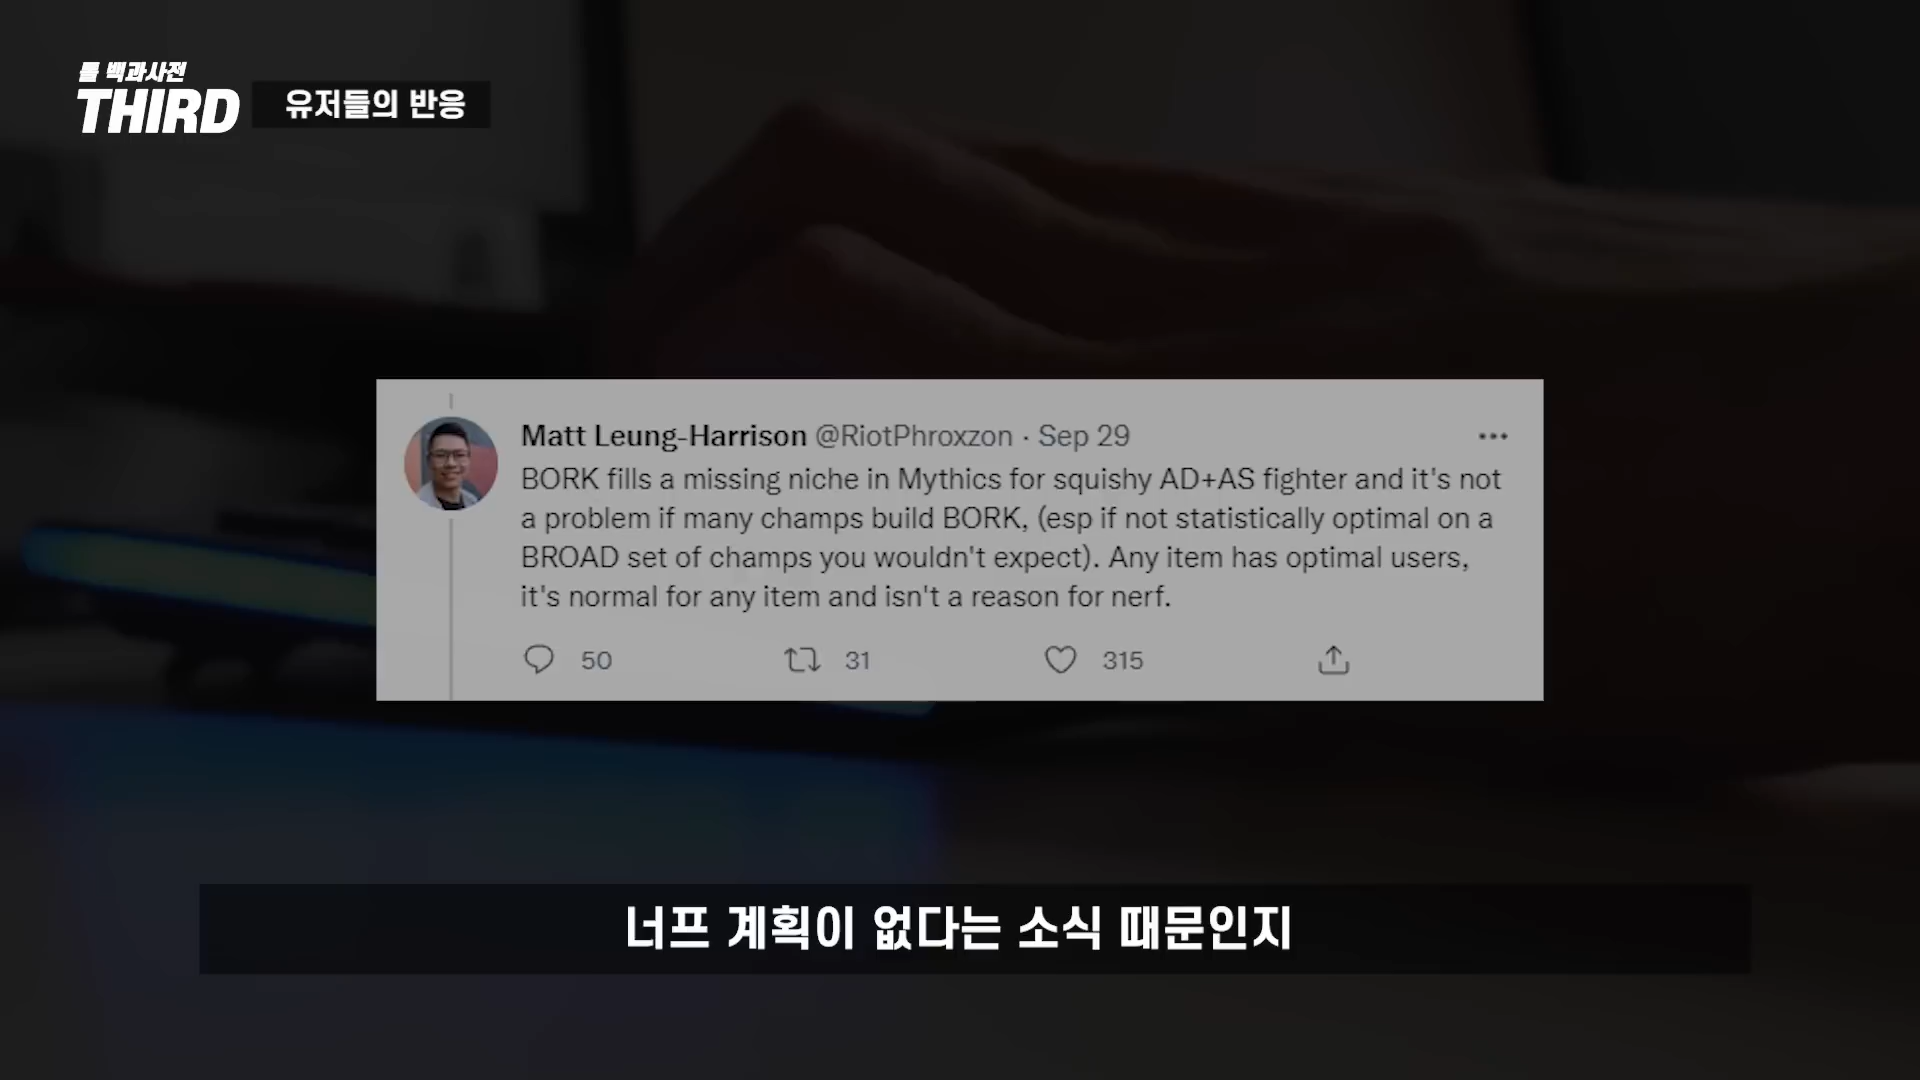 롤 백과사전
THIRD
유저들의 반응
Matt Leung-Harrison @RiotPhroxzon · Sep 29
BORK fills a missing niche in Mythics for squishy AD+AS fighter and it's not
a problem if many champs build BORK, (esp if not statistically optimal on a
BROAD set of champs you wouldn't expect). Any item has optimal users,
it's normal for any item and isn't a reason for nerf.
50 31 315
너프 계획이 없다는 소식 때문인지